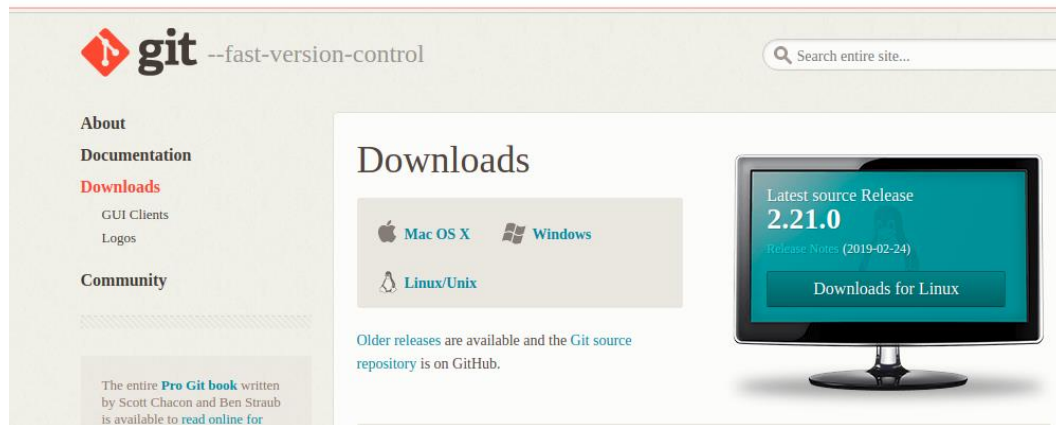 git --fast-version-control
Search entire site...
About
Documentation
Downloads
GUI Clients
Logos
Community
The entire Pro Git book written
by Scott Chacon and Ben Straub
is available to read online for
Downloads
Mac OS X
Windows
Linux/Unix
Older releases are available and the Git source
repository is on GitHub.
Latest source Release
2.21.0
Release Notes (2019-02-24)
Downloads for Linux